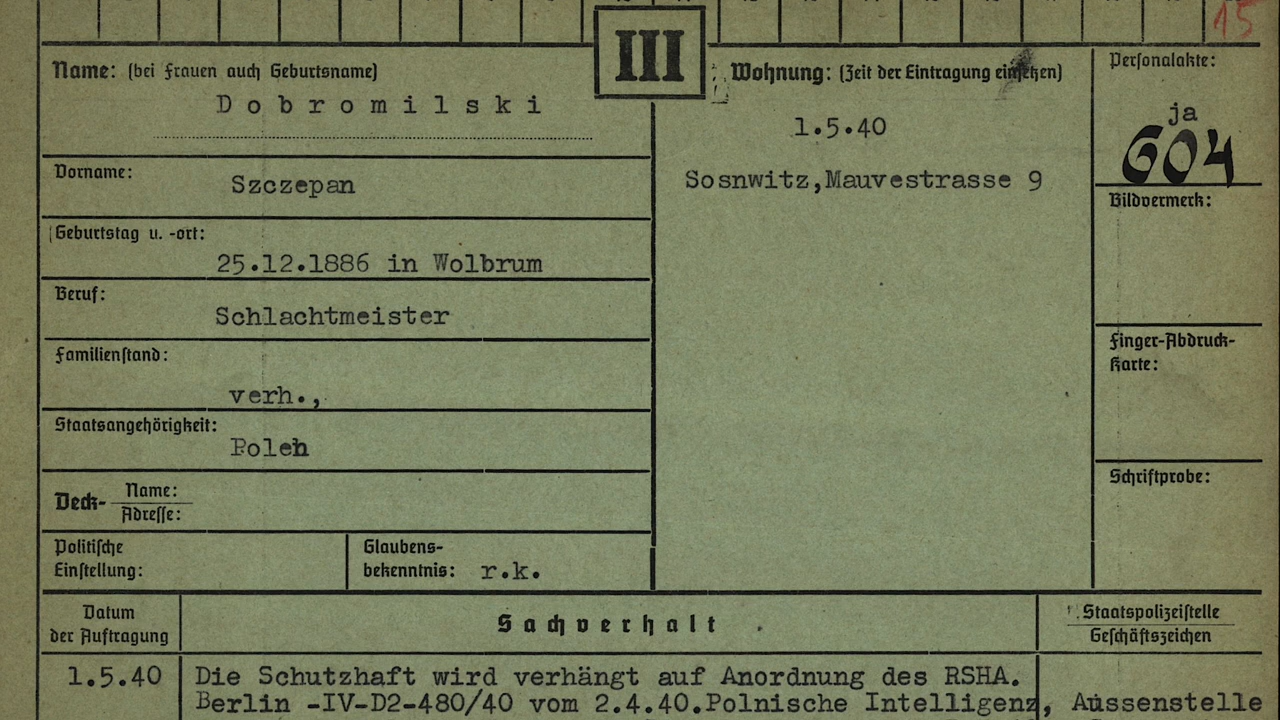 15
III
Name: (bei Frauen auch Geburtsname)
Dobromilski
Wohnung: (Zeit der Eintragung einsetzen)
1.5.40
Sosnwitz,Mauvestrasse 9
Personalakte:
ja
604
Vorname:
Szczepan
Bildvermerk:
Geburtstag u. -ort:
25.12.1886 in Wolbrum
Beruf:
Schlachtmeister
Finger-Abdruck-
Karte:
Familienstand:
verh.,
Staatsangehörigkeit:
Polen
Schriftprobe:
Deck- Name:
Adresse:
Politische
Einstellung:
Glaubens-
bekenntnis: r.k.
Datum
der Auftragung
Sachverhalt
Staatspolizeistelle
Geschäftszeichen
1.5.40
Die Schutzhaft wird verhängt auf Anordnung des RSHA.
Berlin -IV-D2-480/40 vom 2.4.40.Polnische Intelligenz, Aussenstelle